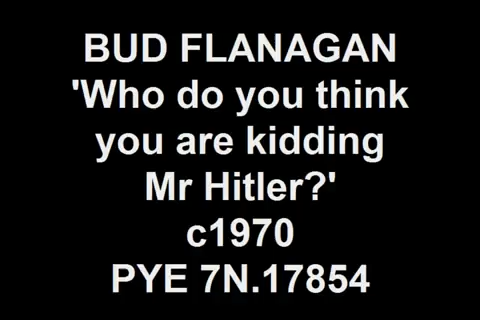 BUD FLANAGAN
'Who do you think
you are kidding
Mr Hitler?'
c1970
PYE 7N.17854